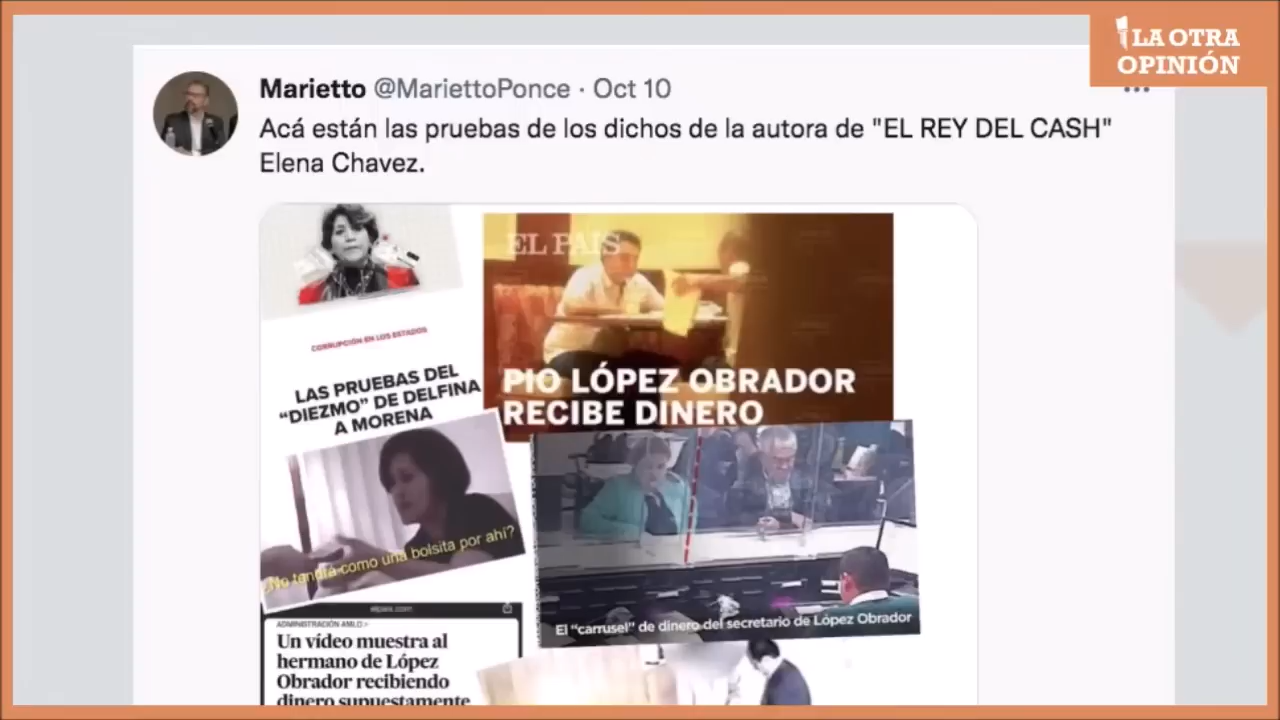 LA OTRA
OPINIÓN
Marietto @MariettoPonce · Oct 10
Acá están las pruebas de los dichos de la autora de "EL REY DEL CASH"
Elena Chavez.
EL PAÍS
CORRUPCIÓN EN LOS ESTADOS
LAS PRUEBAS DEL
"DIEZMO" DE DELFINA
A MORENA
PIO LÓPEZ OBRADOR
RECIBE DINERO
¿No tendrá como una bolsita por ahí?
El "carrusel" de dinero del secretario de López Obrador
elpais.com
ADMINISTRACIÓN AMLO >
Un vídeo muestra al
hermano de López
Obrador recibiendo
dinero supuestamente